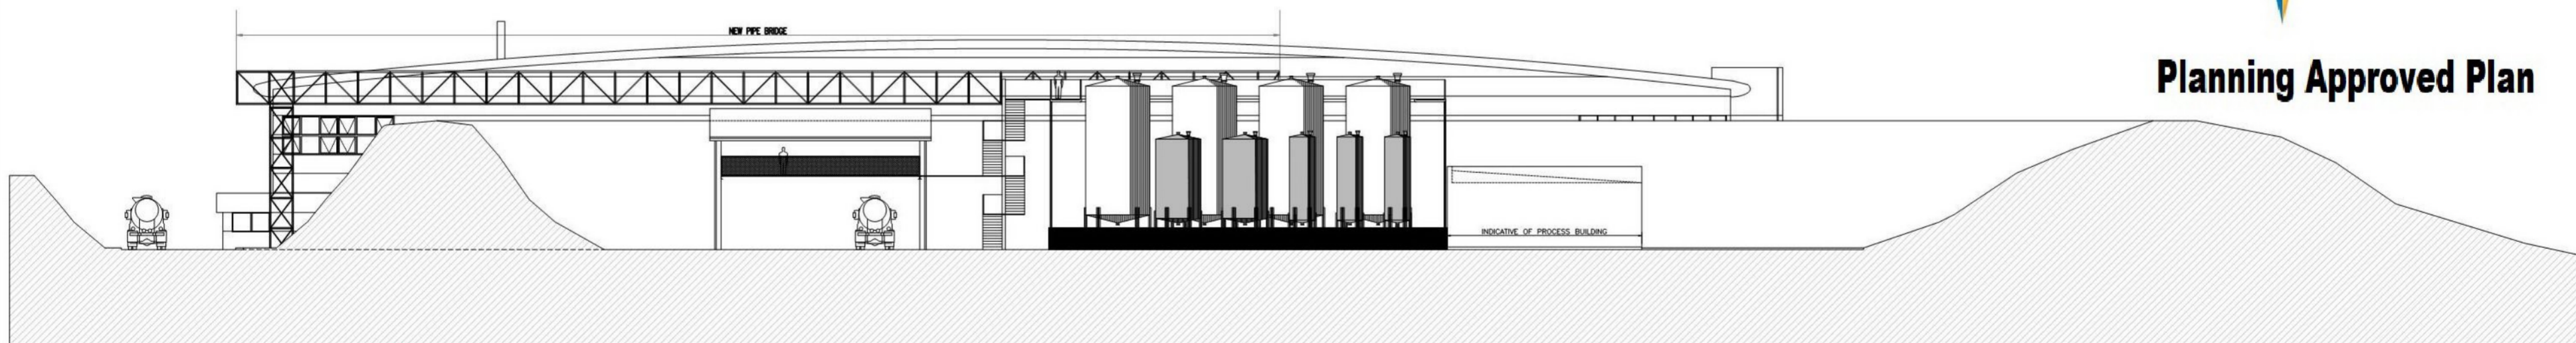 NEW PIPE BRIDGE
Planning Approved Plan
INDICATIVE OF PROCESS BUILDING